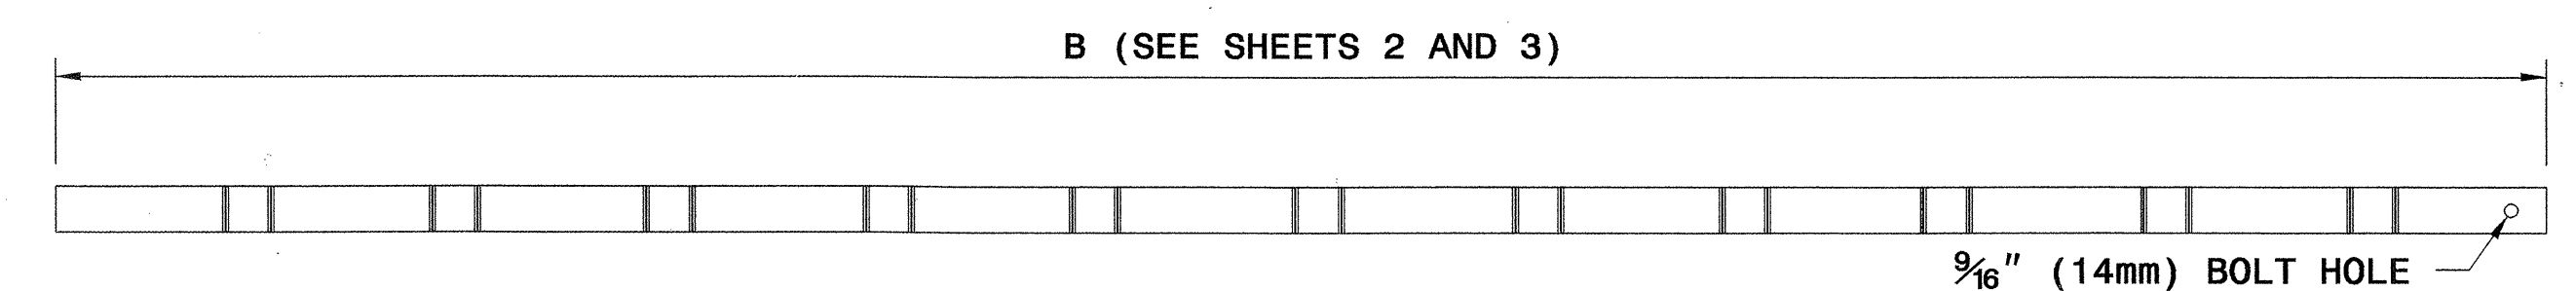 B (SEE SHEETS 2 AND 3)
9/16" (14mm) BOLT HOLE